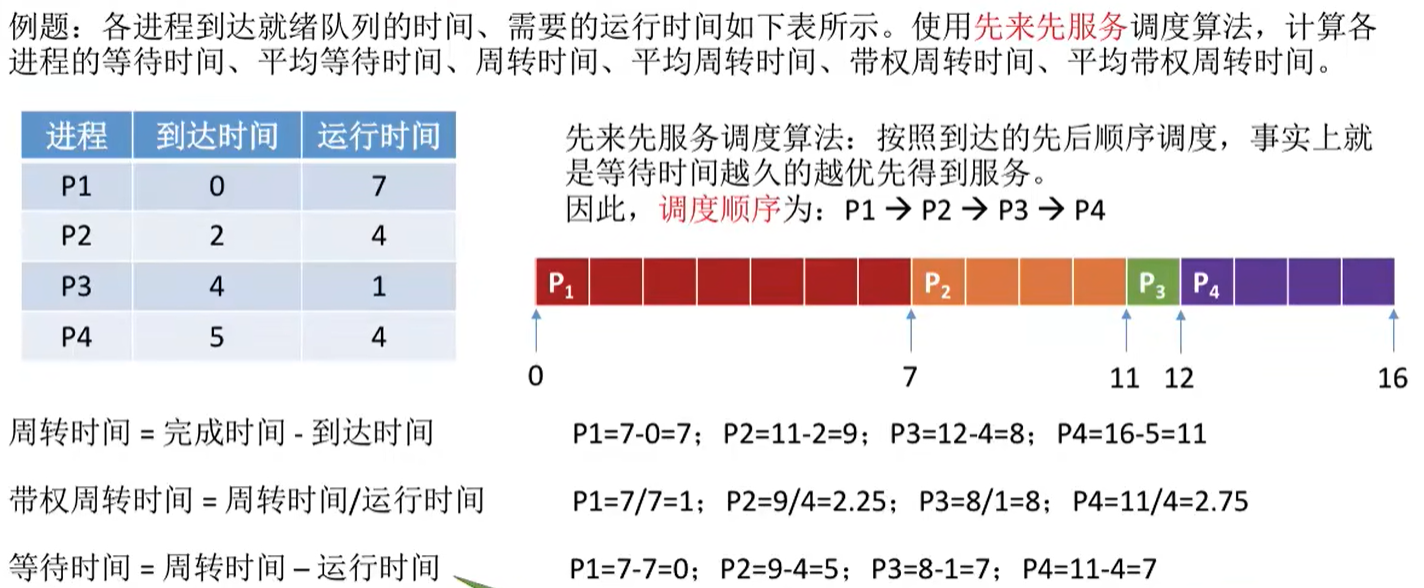 例题：各进程到达就绪队列的时间、需要的运行时间如下表所示。使用先来先服务调度算法，计算各
进程的等待时间、平均等待时间、周转时间、平均周转时间、带权周转时间、平均带权周转时间。
进程 到达时间 运行时间
P1 0 7
P2 2 4
P3 4 1
P4 5 4
先来先服务调度算法：按照到达的先后顺序调度，事实上就
是等待时间越久的越优先得到服务。
因此，调度顺序为：P1 → P2 → P3 → P4
P₁ P₂ P₃ P₄
0 7 11 12 16
周转时间 = 完成时间 - 到达时间 P1=7-0=7；P2=11-2=9；P3=12-4=8；P4=16-5=11
带权周转时间 = 周转时间/运行时间 P1=7/7=1；P2=9/4=2.25；P3=8/1=8；P4=11/4=2.75
等待时间 = 周转时间 – 运行时间 P1=7-7=0；P2=9-4=5；P3=8-1=7；P4=11-4=7